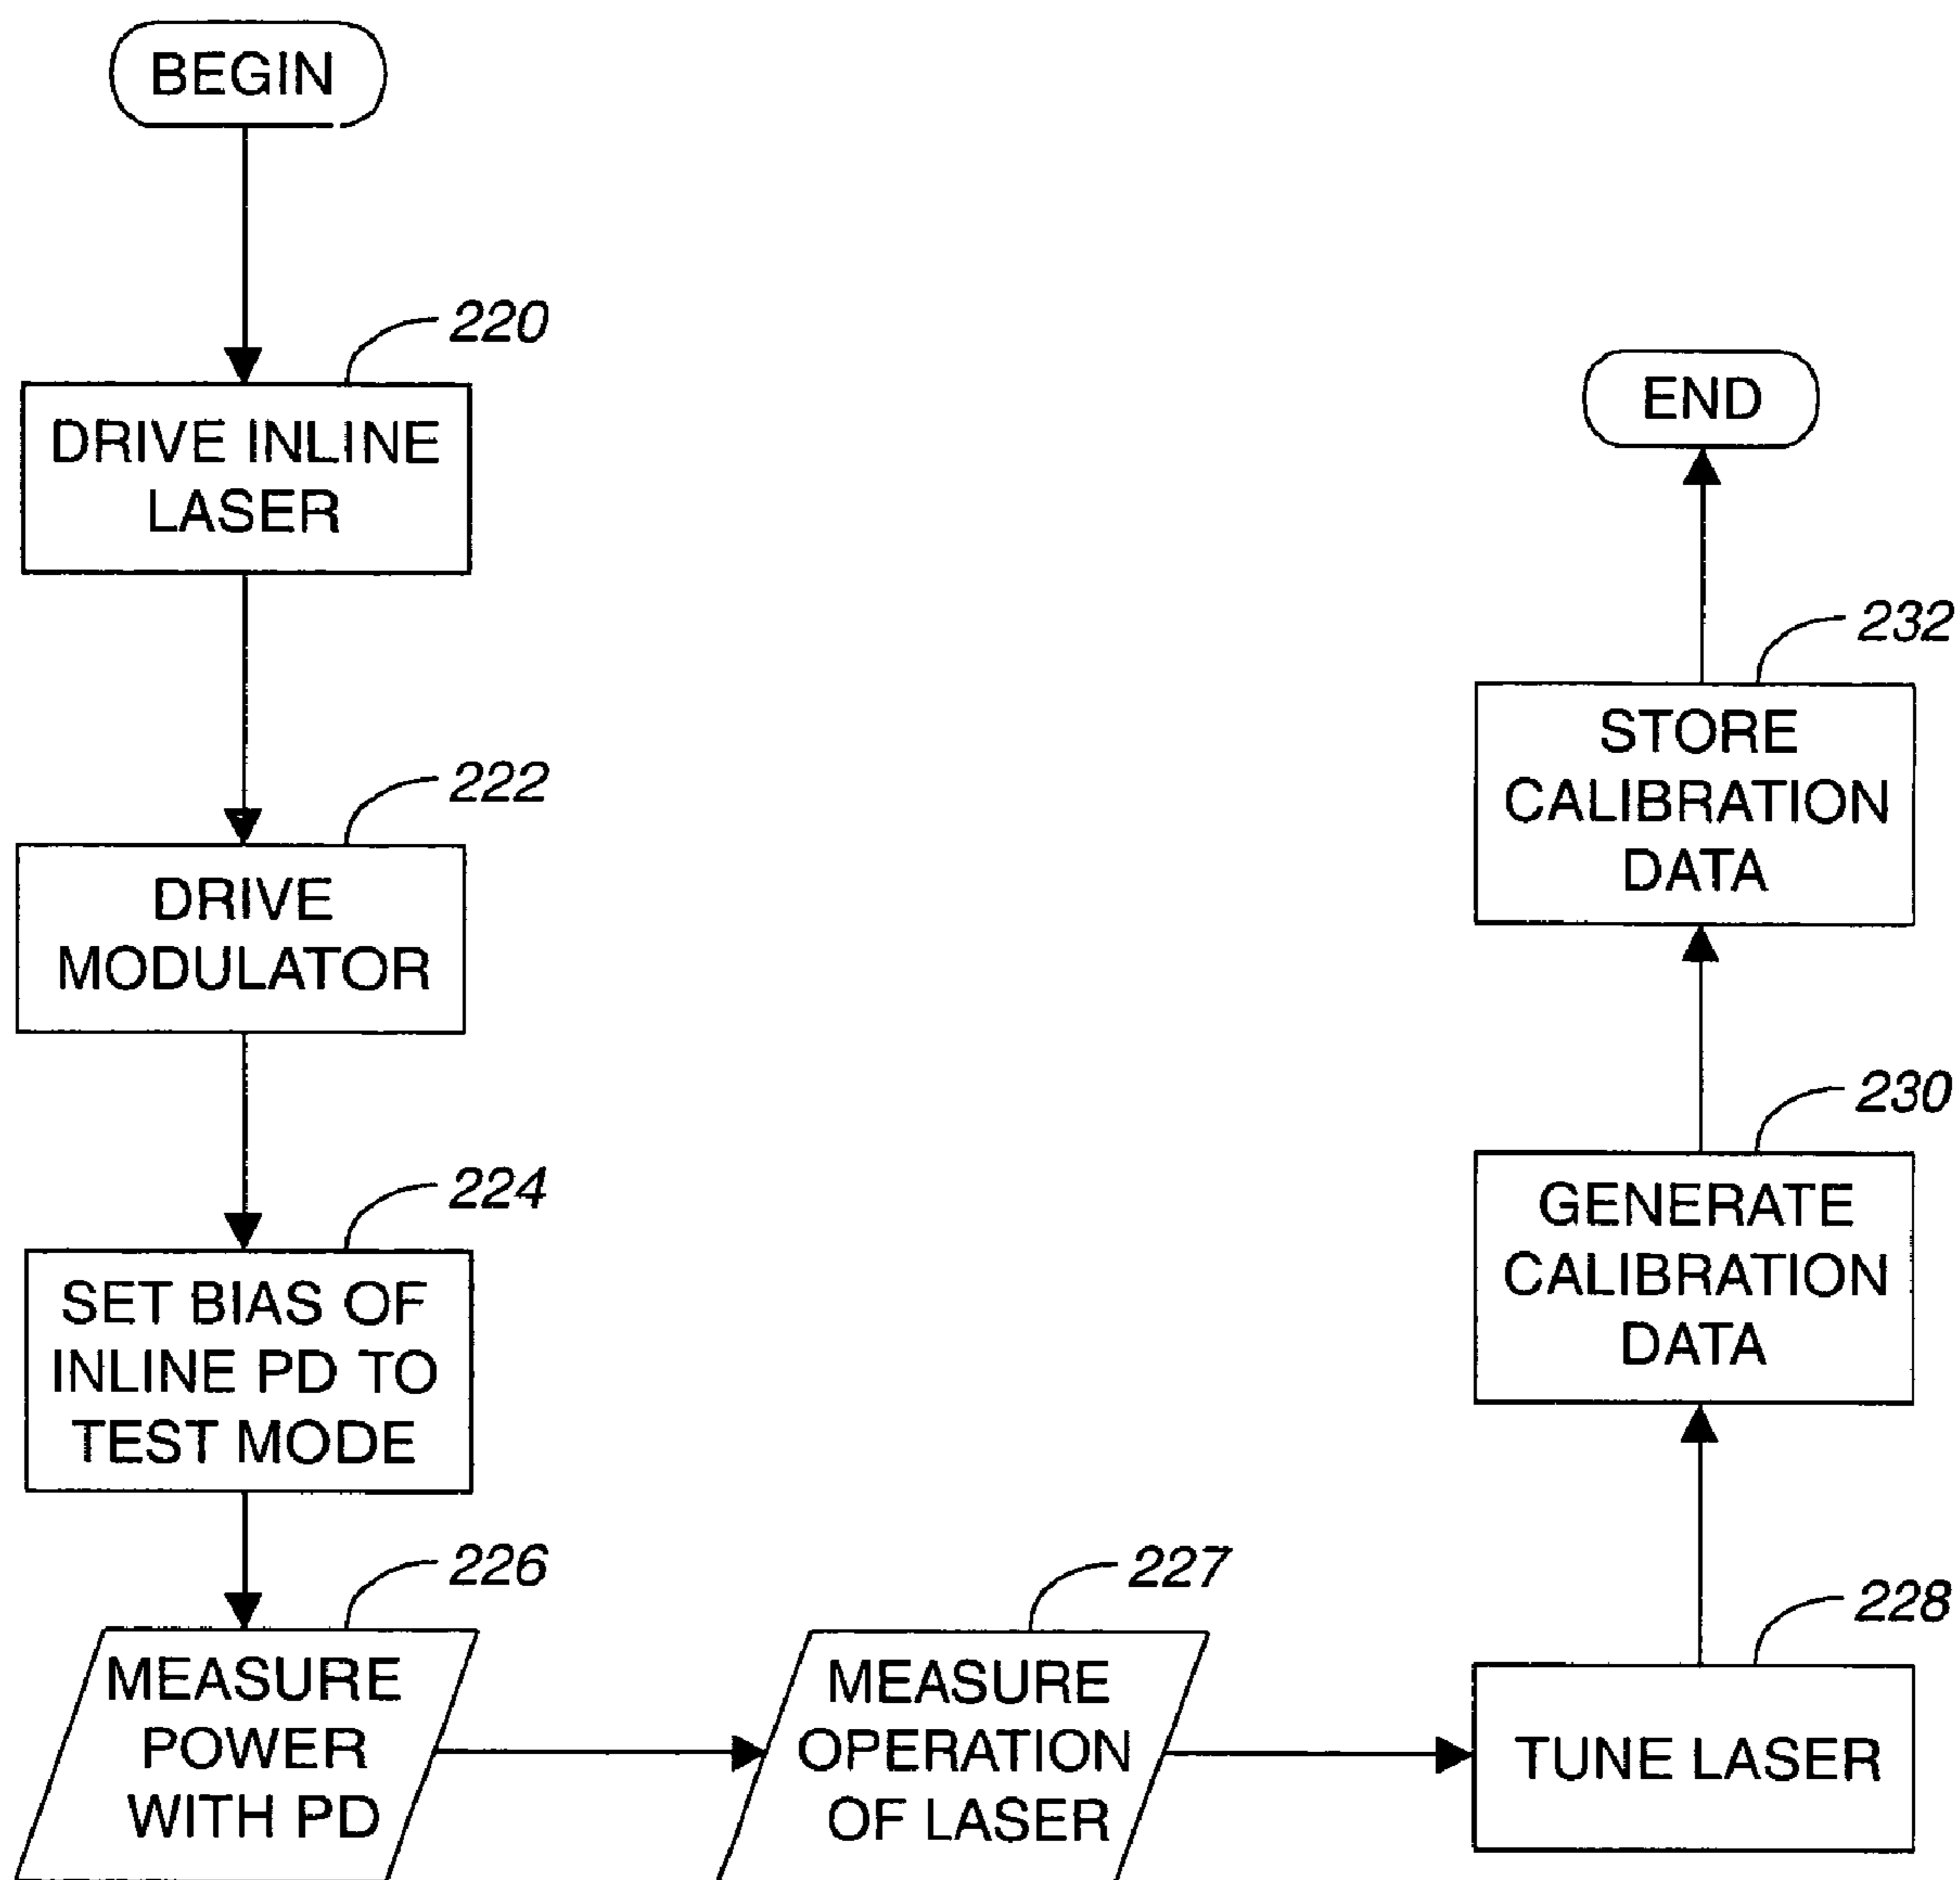 BEGIN
220
DRIVE INLINE
LASER
222
DRIVE
MODULATOR
224
SET BIAS OF
INLINE PD TO
TEST MODE
226
MEASURE
POWER
WITH PD
227
MEASURE
OPERATION
OF LASER
228
TUNE LASER
230
GENERATE
CALIBRATION
DATA
232
STORE
CALIBRATION
DATA
END